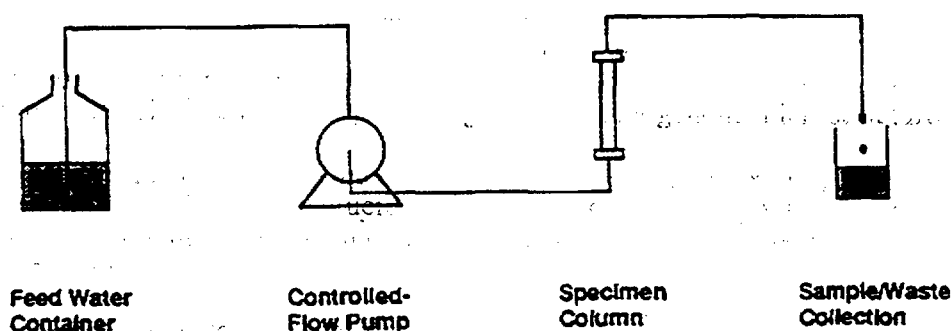 Feed Water
Container
Controlled-
Flow Pump
Specimen
Column
Sample/Waste
Collection